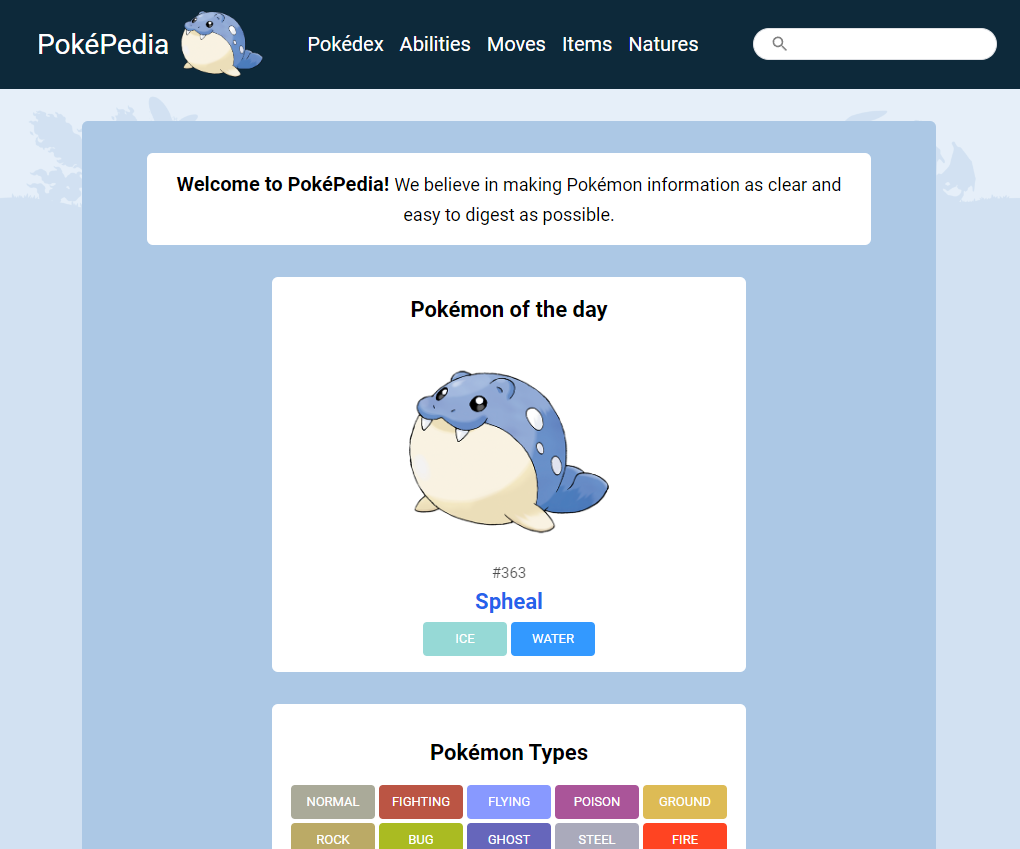 PokéPedia
Pokédex Abilities Moves Items Natures
Welcome to PokéPedia! We believe in making Pokémon information as clear and
easy to digest as possible.
Pokémon of the day
#363
Spheal
ICE WATER
Pokémon Types
NORMAL FIGHTING FLYING POISON GROUND
ROCK BUG GHOST STEEL FIRE